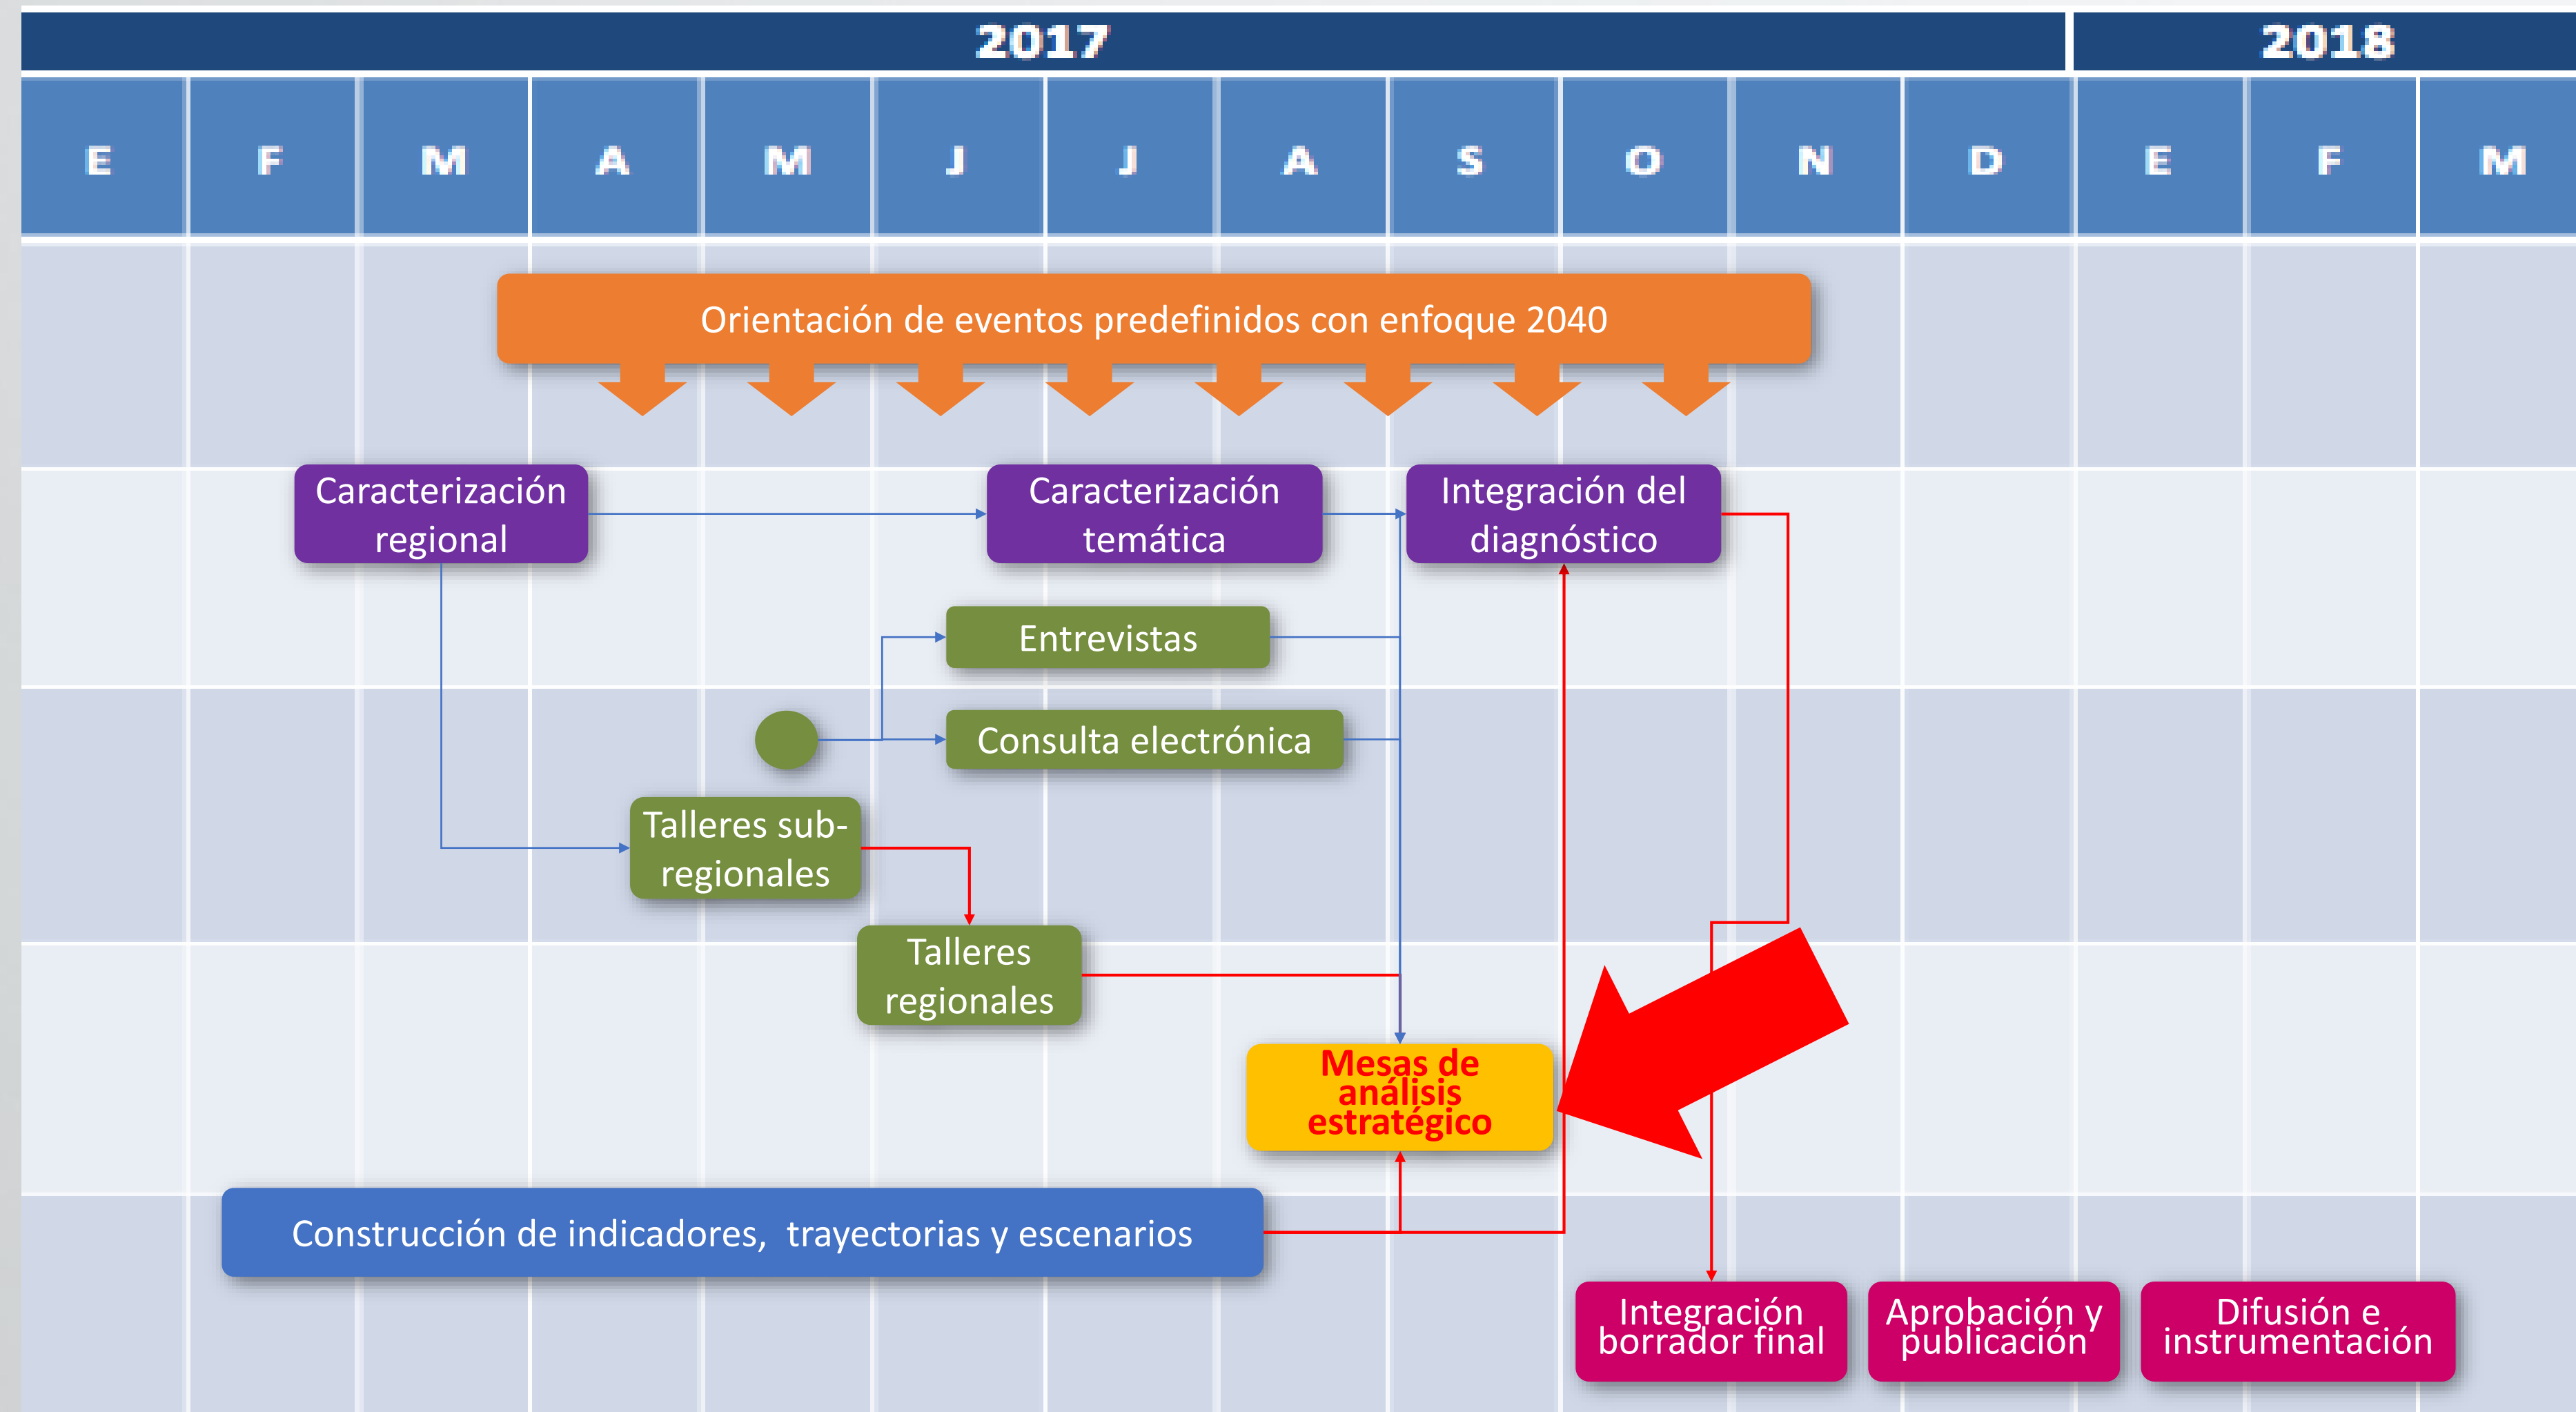 2017
2018
E F M A M J J A S O N D E F M
Orientación de eventos predefinidos con enfoque 2040
Caracterización
regional
Caracterización
temática
Integración del
diagnóstico
Entrevistas
Consulta electrónica
Talleres sub-
regionales
Talleres
regionales
Mesas de
análisis
estratégico
Construcción de indicadores, trayectorias y escenarios
Integración
borrador final
Aprobación y
publicación
Difusión e
instrumentación